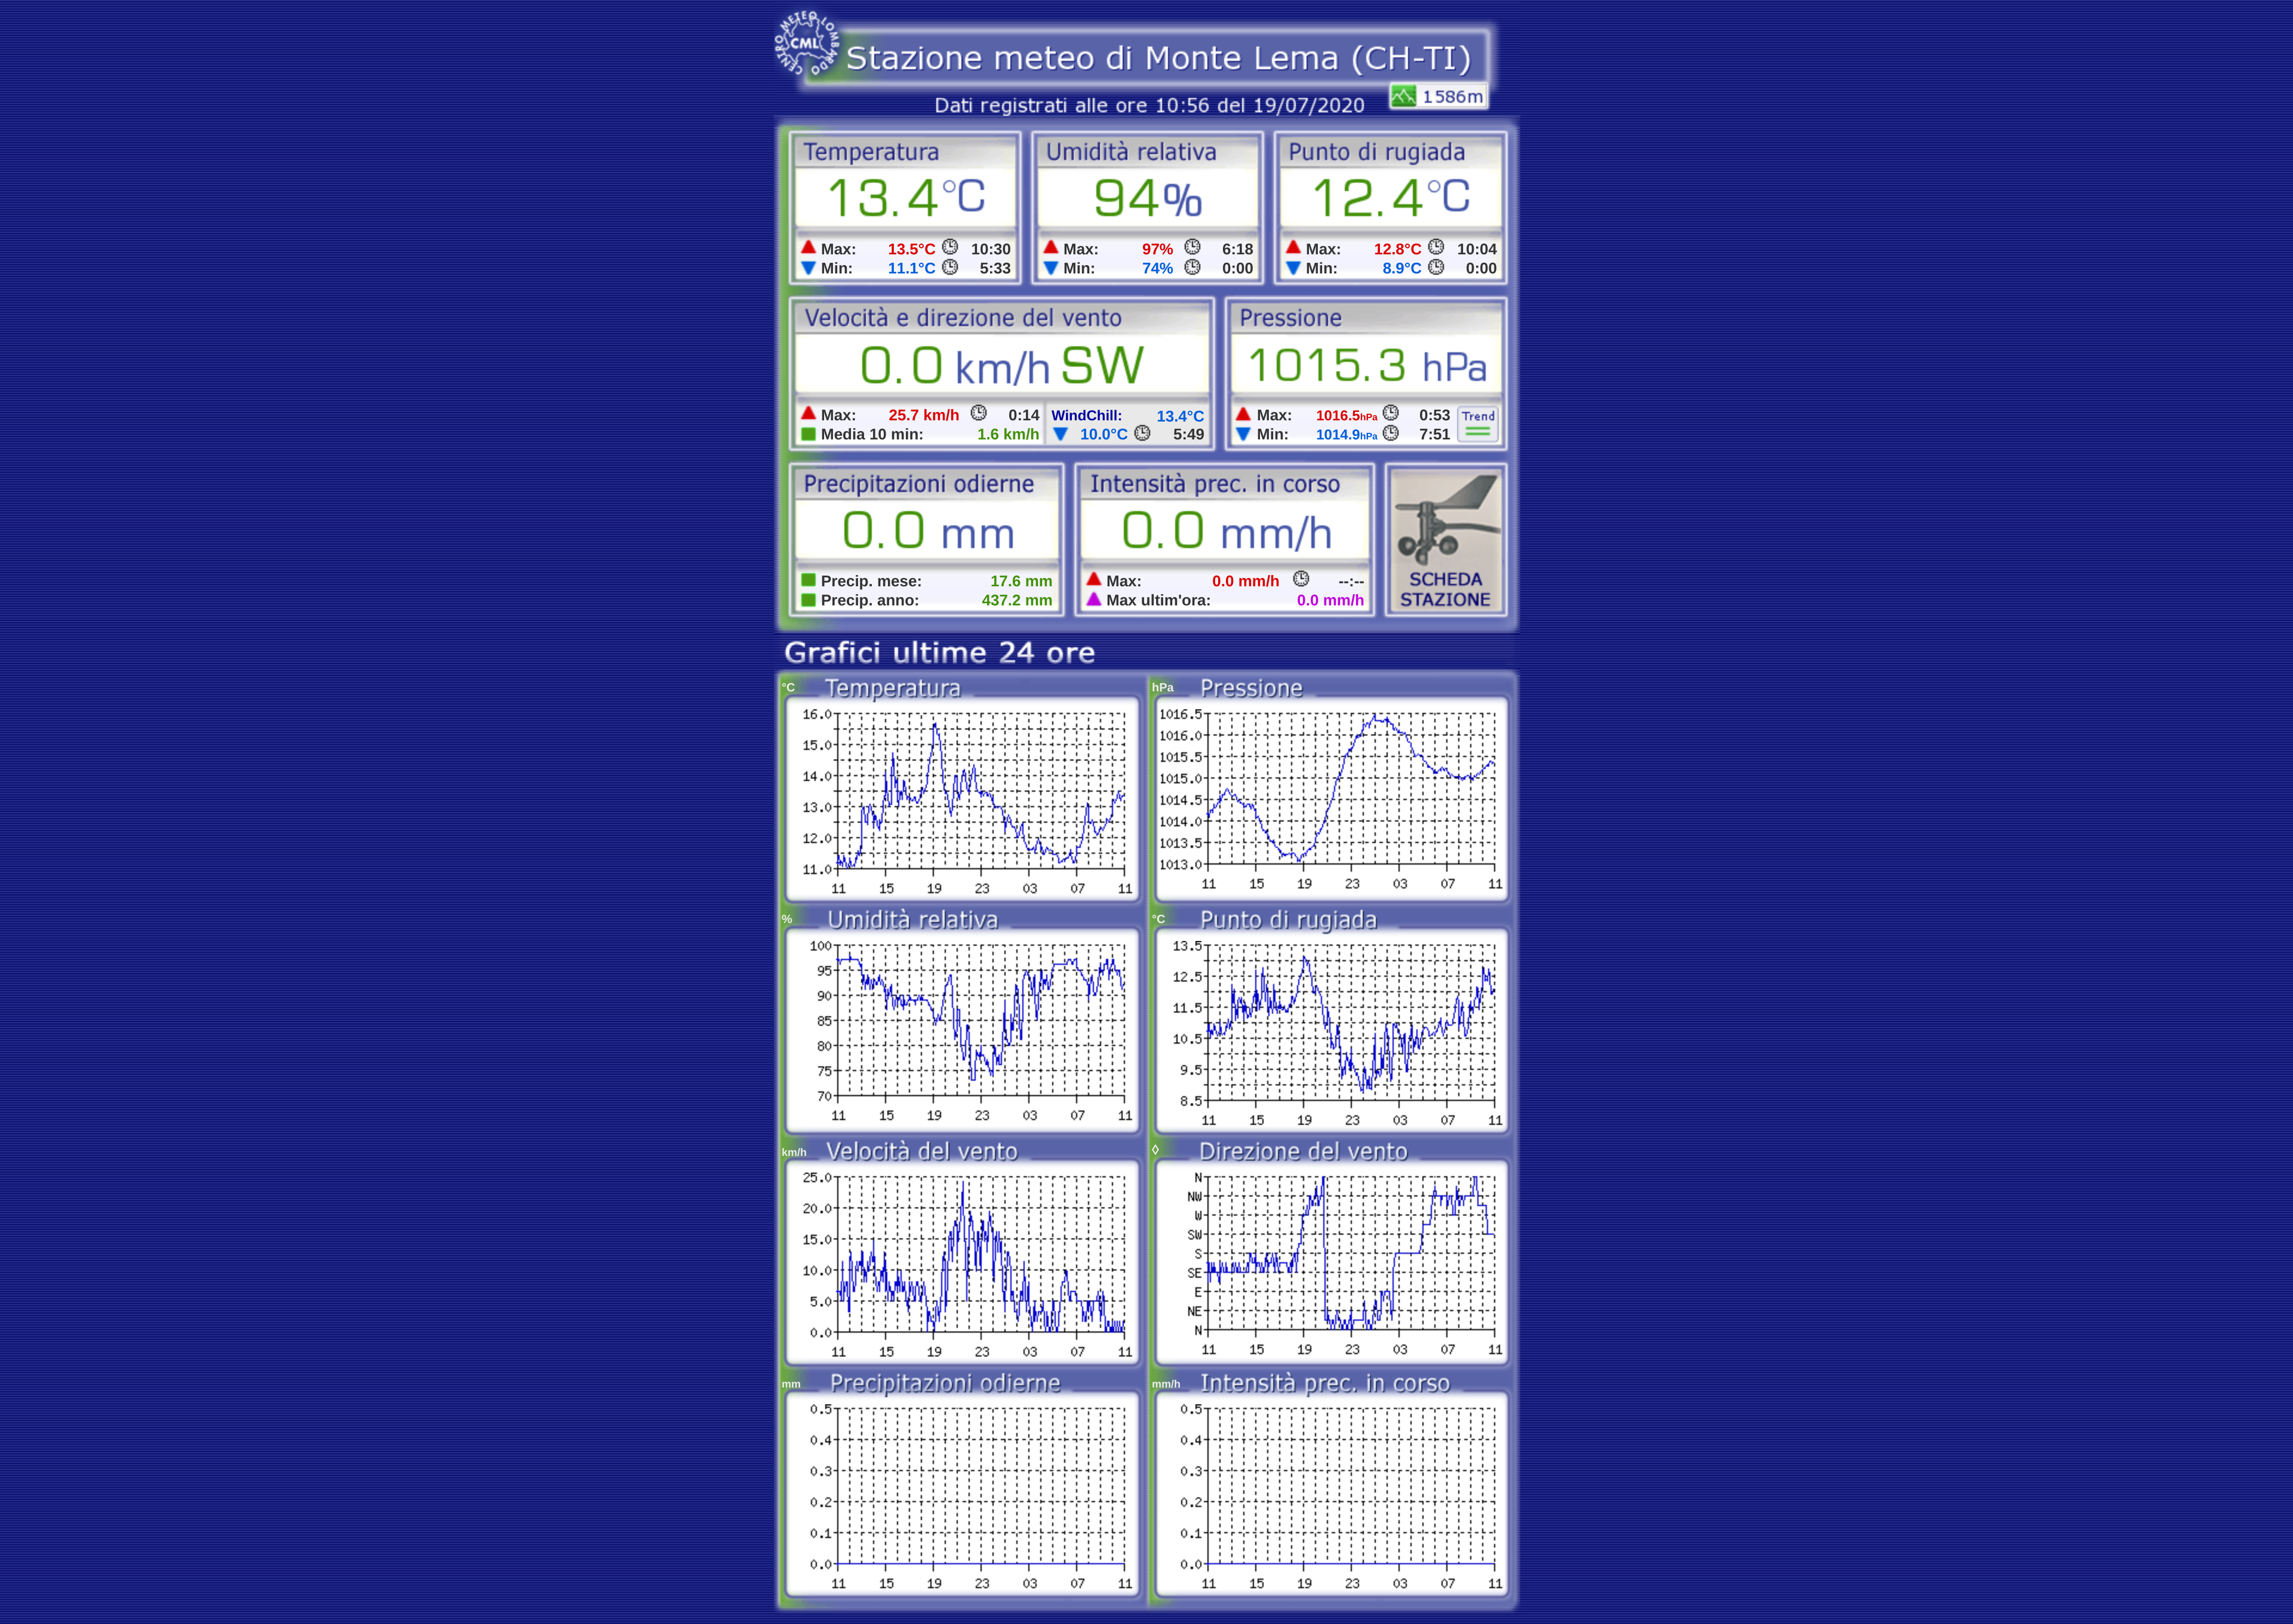 CENTRO METEO LOMBARDO
CML
Stazione meteo di Monte Lema (CH-TI)
1586m
Dati registrati alle ore 10:56 del 19/07/2020
Temperatura
13.4°C
Max: 13.5°C 10:30
Min: 11.1°C 5:33
Umidità relativa
94%
Max: 97% 6:18
Min: 74% 0:00
Punto di rugiada
12.4°C
Max: 12.8°C 10:04
Min: 8.9°C 0:00
Velocità e direzione del vento
0.0 km/h SW
Max: 25.7 km/h 0:14
Media 10 min: 1.6 km/h
WindChill: 13.4°C
10.0°C 5:49
Pressione
1015.3 hPa
Max: 1016.5hPa 0:53
Min: 1014.9hPa 7:51
Trend
Precipitazioni odierne
0.0 mm
Precip. mese: 17.6 mm
Precip. anno: 437.2 mm
Intensità prec. in corso
0.0 mm/h
Max: 0.0 mm/h --:--
Max ultim'ora: 0.0 mm/h
SCHEDA
STAZIONE
Grafici ultime 24 ore
°C Temperatura
16.0
15.0
14.0
13.0
12.0
11.0
11 15 19 23 03 07 11
hPa Pressione
1016.5
1016.0
1015.5
1015.0
1014.5
1014.0
1013.5
1013.0
11 15 19 23 03 07 11
% Umidità relativa
100
95
90
85
80
75
70
11 15 19 23 03 07 11
°C Punto di rugiada
13.5
12.5
11.5
10.5
9.5
8.5
11 15 19 23 03 07 11
km/h Velocità del vento
25.0
20.0
15.0
10.0
5.0
0.0
11 15 19 23 03 07 11
◊ Direzione del vento
N
NW
W
SW
S
SE
E
NE
N
11 15 19 23 03 07 11
mm Precipitazioni odierne
0.5
0.4
0.3
0.2
0.1
0.0
11 15 19 23 03 07 11
mm/h Intensità prec. in corso
0.5
0.4
0.3
0.2
0.1
0.0
11 15 19 23 03 07 11